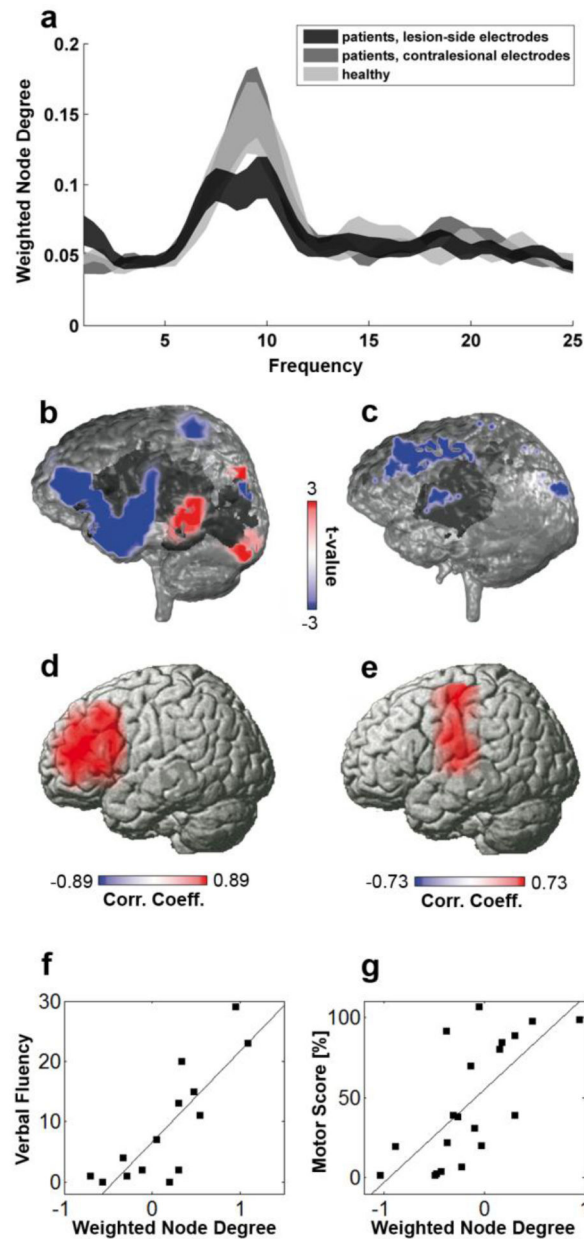 a
0.2
0.15
0.1
0.05
0
Weighted Node Degree
patients, lesion-side electrodes
patients, contralesional electrodes
healthy
5 10 15 20 25
Frequency
b
c
3
t-value
-3
d
e
-0.89 0.89
Corr. Coeff.
-0.73 0.73
Corr. Coeff.
f
30
20
10
0
Verbal Fluency
-1 0 1
Weighted Node Degree
g
100
50
0
Motor Score [%]
-1 0 1
Weighted Node Degree